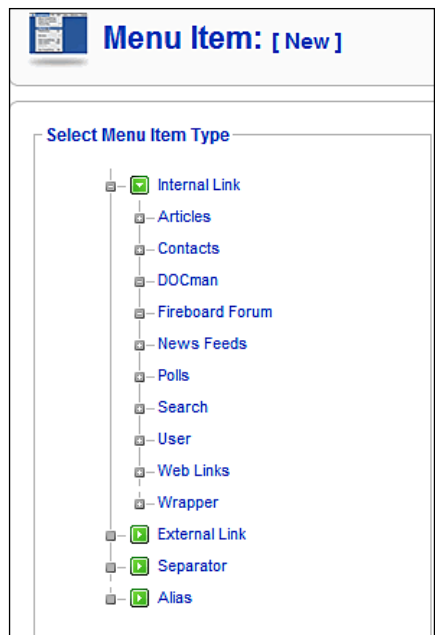 Menu Item: [ New ]
Select Menu Item Type
Internal Link
Articles
Contacts
DOCman
Fireboard Forum
News Feeds
Polls
Search
User
Web Links
Wrapper
External Link
Separator
Alias